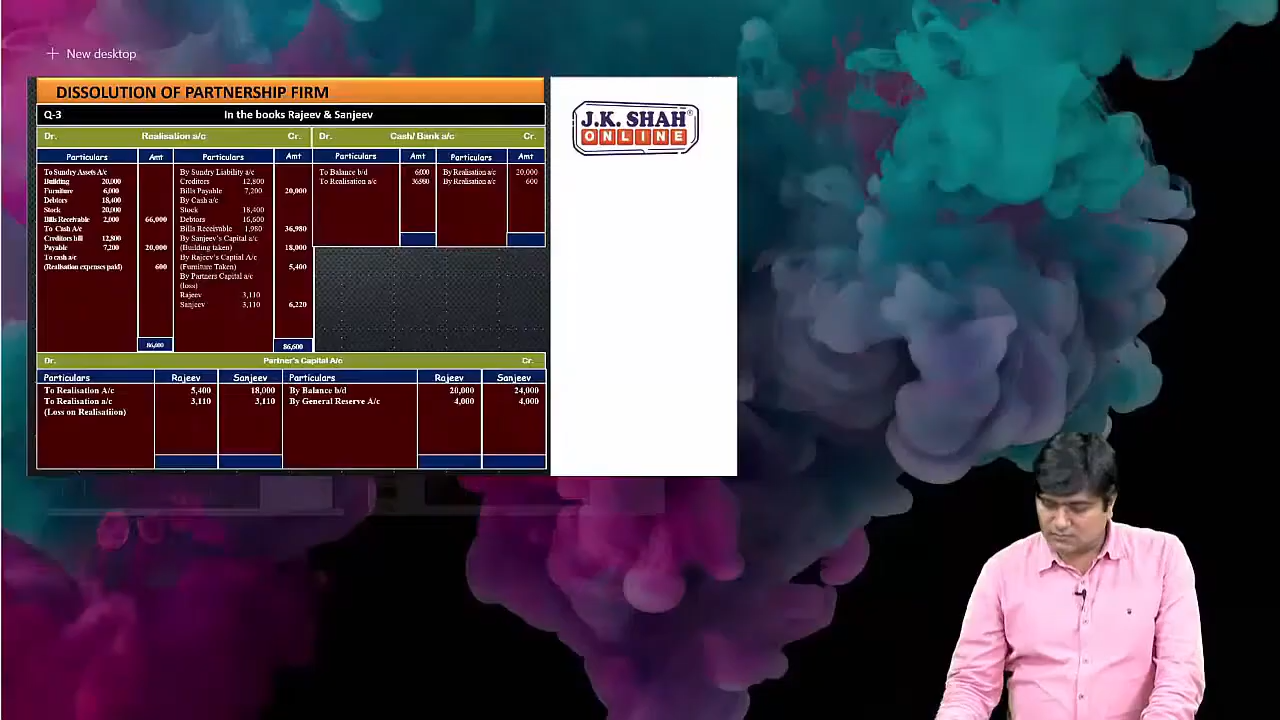 New desktop
DISSOLUTION OF PARTNERSHIP FIRM
Q-3 In the books Rajeev & Sanjeev
Dr. Realisation a/c Cr.
Particulars Amt Particulars Amt
To Sundry Assets A/c By Sundry Liability a/c
Building 20,000 Creditors 12,800
Furniture 6,000 Bills Payable 7,200 20,000
Debtors 18,400 By Cash a/c
Stock 20,000 Stock 18,400
Bills Receivable 2,000 66,000 Debtors 16,600
To Cash A/c Bills Receivable 1,980 36,980
Creditors bill 12,800 By Sanjeev's Capital a/c
Payable 7,200 20,000 (Building taken) 18,000
To cash a/c By Rajeev's Capital A/c
(Realisation expenses paid) 600 (Furniture Taken) 5,400
By Partners Capital a/c
(loss)
Rajeev 3,110
Sanjeev 3,110 6,220
86,600 86,600
Dr. Cash/ Bank a/c Cr.
Particulars Amt Particulars Amt
To Balance b/d By Realisation a/c 20,000
To Realisation a/c 36980 By Realisation a/c 600
Dr. Partner's Capital A/c Cr.
Particulars Rajeev Sanjeev Particulars Rajeev Sanjeev
To Realisation A/c 5,400 18,000 By Balance b/d 24,000
To Realisation a/c 3,110 3,110 By General Reserve A/c 4,000 4,000
(Loss on Realisatiion)
J.K. SHAH®
ONLINE